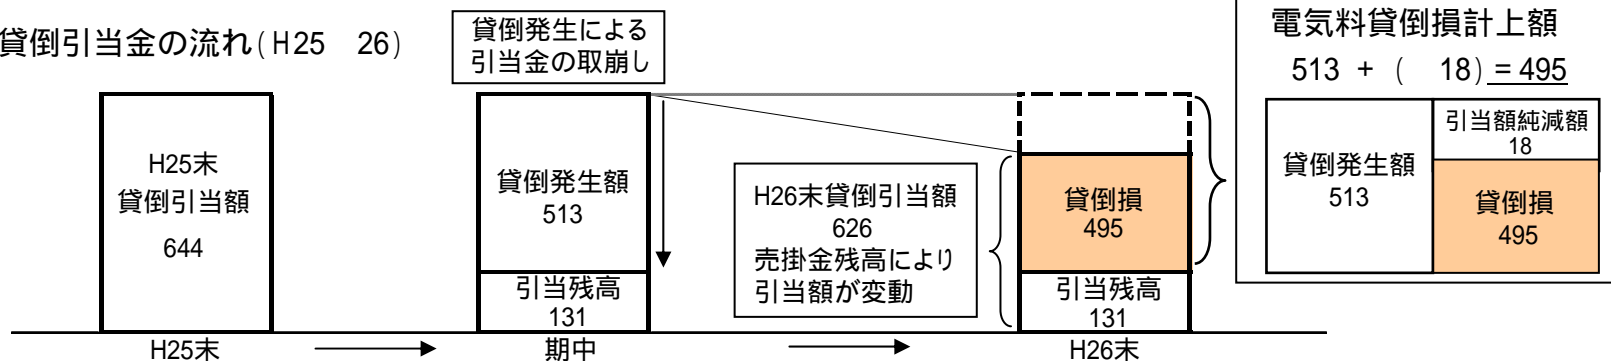 貸倒引当金の流れ(H25　26)
貸倒発生による
引当金の取崩し
H25末
貸倒引当額
644
貸倒発生額
513
引当残高
131
H26末貸倒引当額
626
売掛金残高により
引当額が変動
貸倒損
495
引当残高
131
H25末
期中
H26末
電気料貸倒損計上額
513 + (　18) = 495
貸倒発生額
513
引当額純減額
18
貸倒損
495